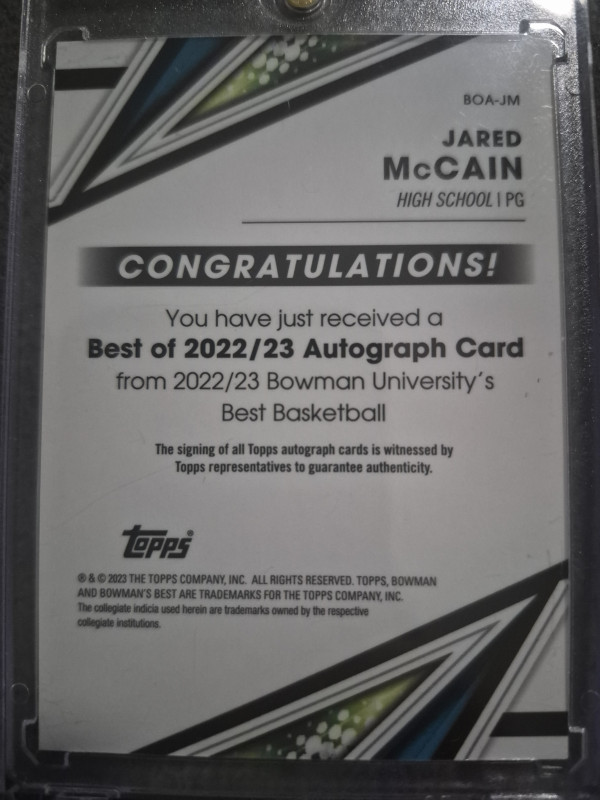 BOA-JM
JARED
McCAIN
HIGH SCHOOL | PG
CONGRATULATIONS!
You have just received a
Best of 2022/23 Autograph Card
from 2022/23 Bowman University's
Best Basketball
The signing of all Topps autograph cards is witnessed by
Topps representatives to guarantee authenticity.
topps®
® & © 2023 THE TOPPS COMPANY, INC. ALL RIGHTS RESERVED. TOPPS, BOWMAN
AND BOWMAN'S BEST ARE TRADEMARKS FOR THE TOPPS COMPANY, INC.
The collegiate indicia used herein are trademarks owned by the respective
collegiate institutions.